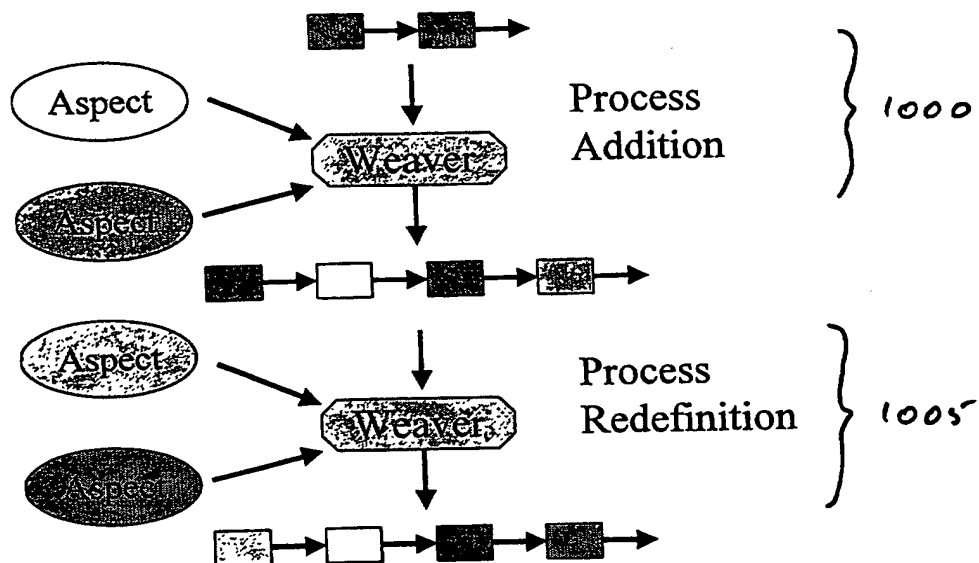 Aspect
Process
Addition
1000
Weaver
Aspect
Aspect
Process
Redefinition
1005
Weaver
Aspect